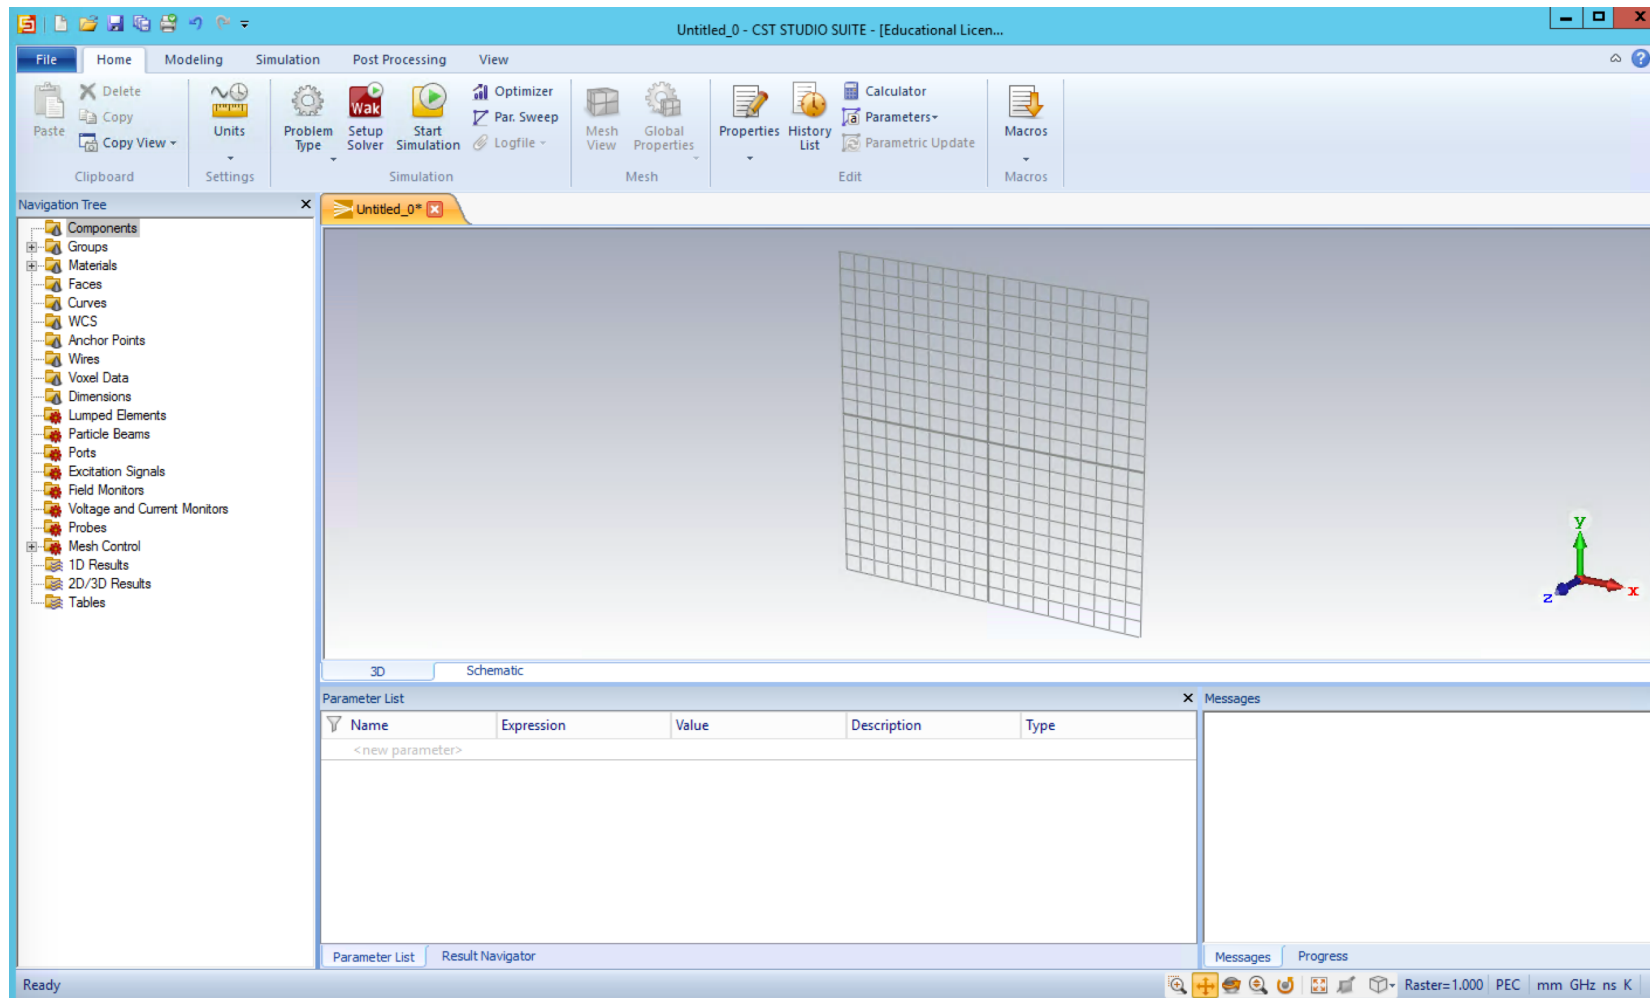 Untitled_0 - CST STUDIO SUITE - [Educational Licen...
File Home Modeling Simulation Post Processing View
Paste
Delete
Copy
Copy View
Clipboard
Units
Settings
Problem Type
Wak
Setup Solver
Start Simulation
Optimizer
Par. Sweep
Logfile
Simulation
Mesh View
Global Properties
Mesh
Properties
History List
Calculator
Parameters
Parametric Update
Edit
Macros
Macros
Navigation Tree
Components
Groups
Materials
Faces
Curves
WCS
Anchor Points
Wires
Voxel Data
Dimensions
Lumped Elements
Particle Beams
Ports
Excitation Signals
Field Monitors
Voltage and Current Monitors
Probes
Mesh Control
1D Results
2D/3D Results
Tables
Untitled_0*
y
z
x
3D Schematic
Parameter List
Name Expression Value Description Type
<new parameter>
Parameter List Result Navigator
Messages
Messages Progress
Ready
Raster=1.000 PEC mm GHz ns K